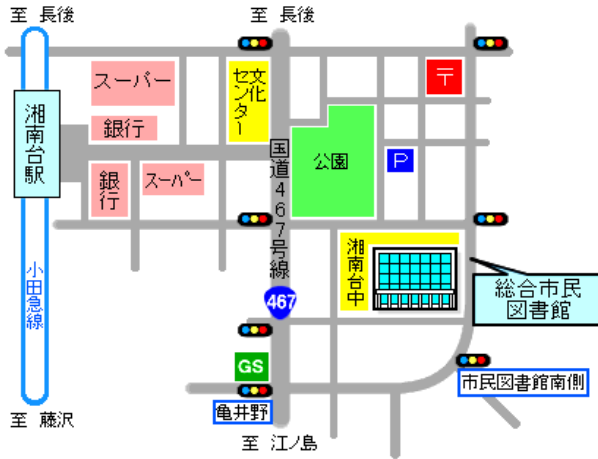 至 長後
至 長後
スーパー
文化
センター
〒
湘南台駅
銀行
銀行
スーパー
国道467号線
公園
P
小田急線
湘南台中
467
総合市民
図書館
GS
市民図書館南側
亀井野
至 藤沢
至 江ノ島